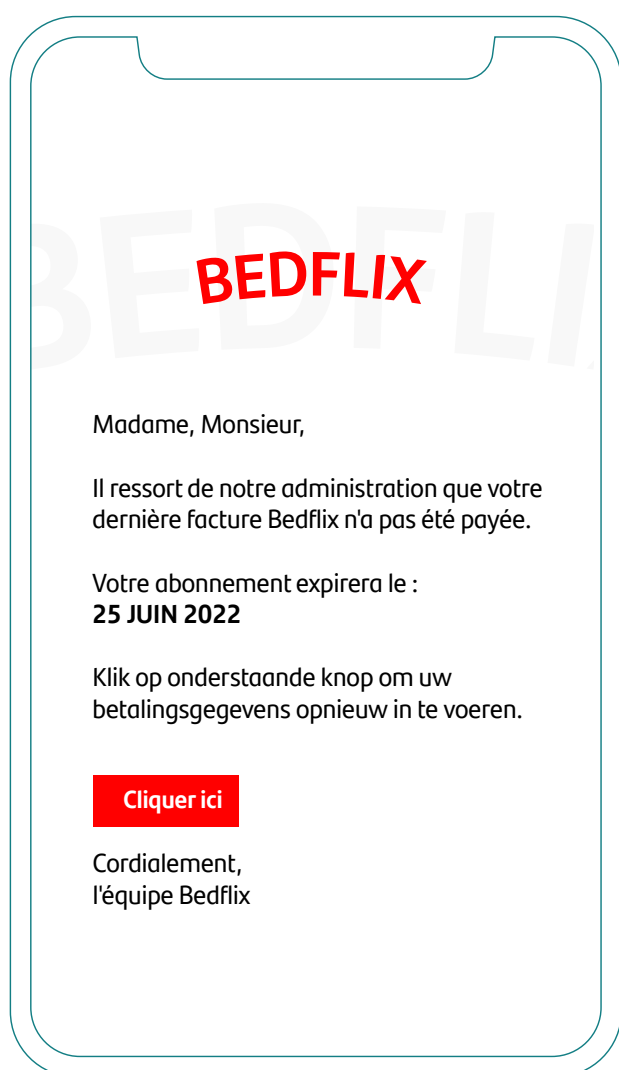 BEDFLIX
BEDFLIX
Madame, Monsieur,
Il ressort de notre administration que votre
dernière facture Bedflix n'a pas été payée.
Votre abonnement expirera le :
25 JUIN 2022
Klik op onderstaande knop om uw
betalingsgegevens opnieuw in te voeren.
Cliquer ici
Cordialement,
l'équipe Bedflix